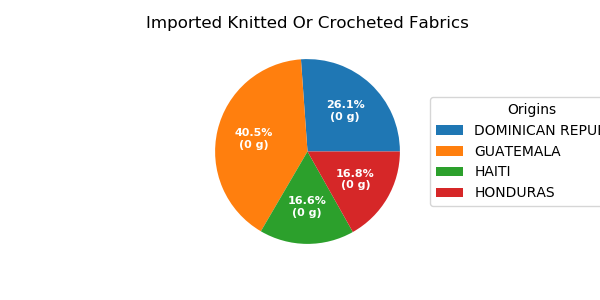 Imported Knitted Or Crocheted Fabrics
26.1%
(0 g)
40.5%
(0 g)
16.6%
(0 g)
16.8%
(0 g)
Origins
DOMINICAN REPU
GUATEMALA
HAITI
HONDURAS